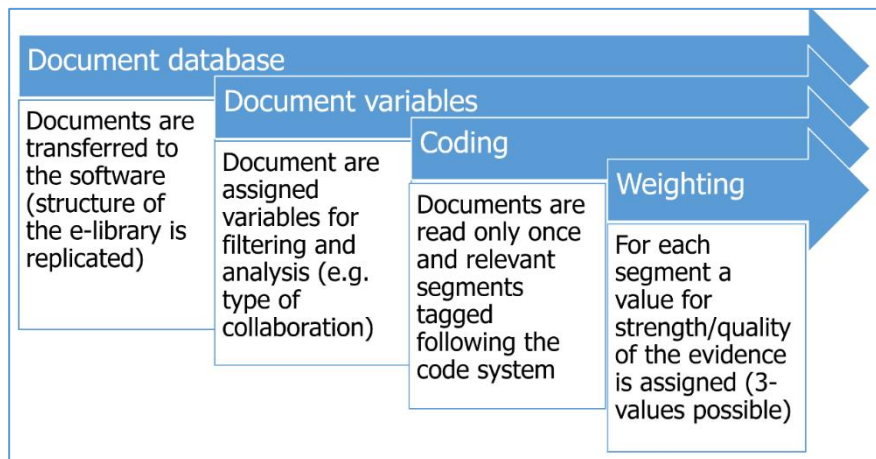 Document database
Documents are
transferred to
the software
(structure of
the e-library is
replicated)
Document variables
Document are
assigned
variables for
filtering and
analysis (e.g.
type of
collaboration)
Coding
Documents are
read only once
and relevant
segments
tagged
following the
code system
Weighting
For each
segment a
value for
strength/quality
of the evidence
is assigned (3-
values possible)